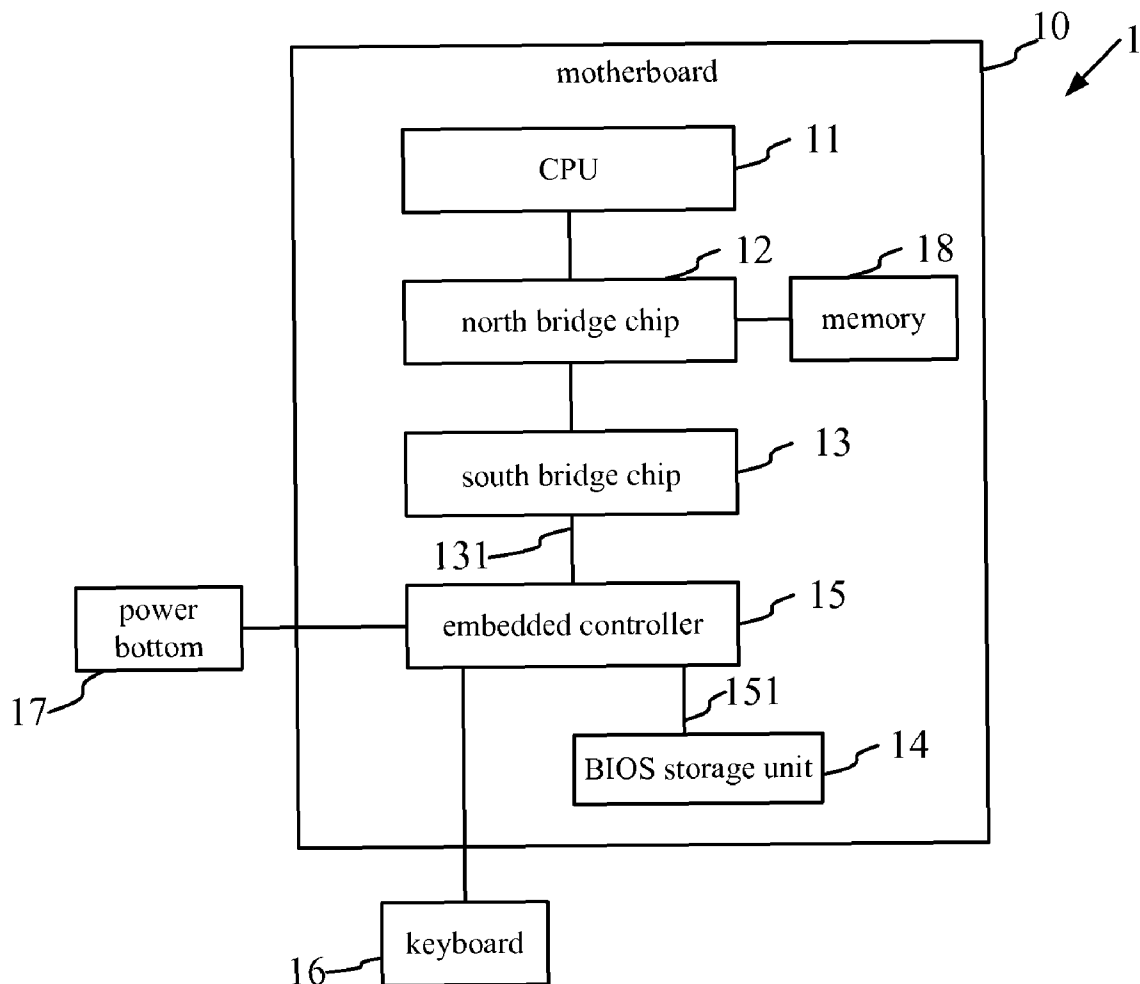 10
1
motherboard
11
CPU
12
18
north bridge chip
memory
13
south bridge chip
131
15
power
bottom
embedded controller
17
151
14
BIOS storage unit
keyboard
16